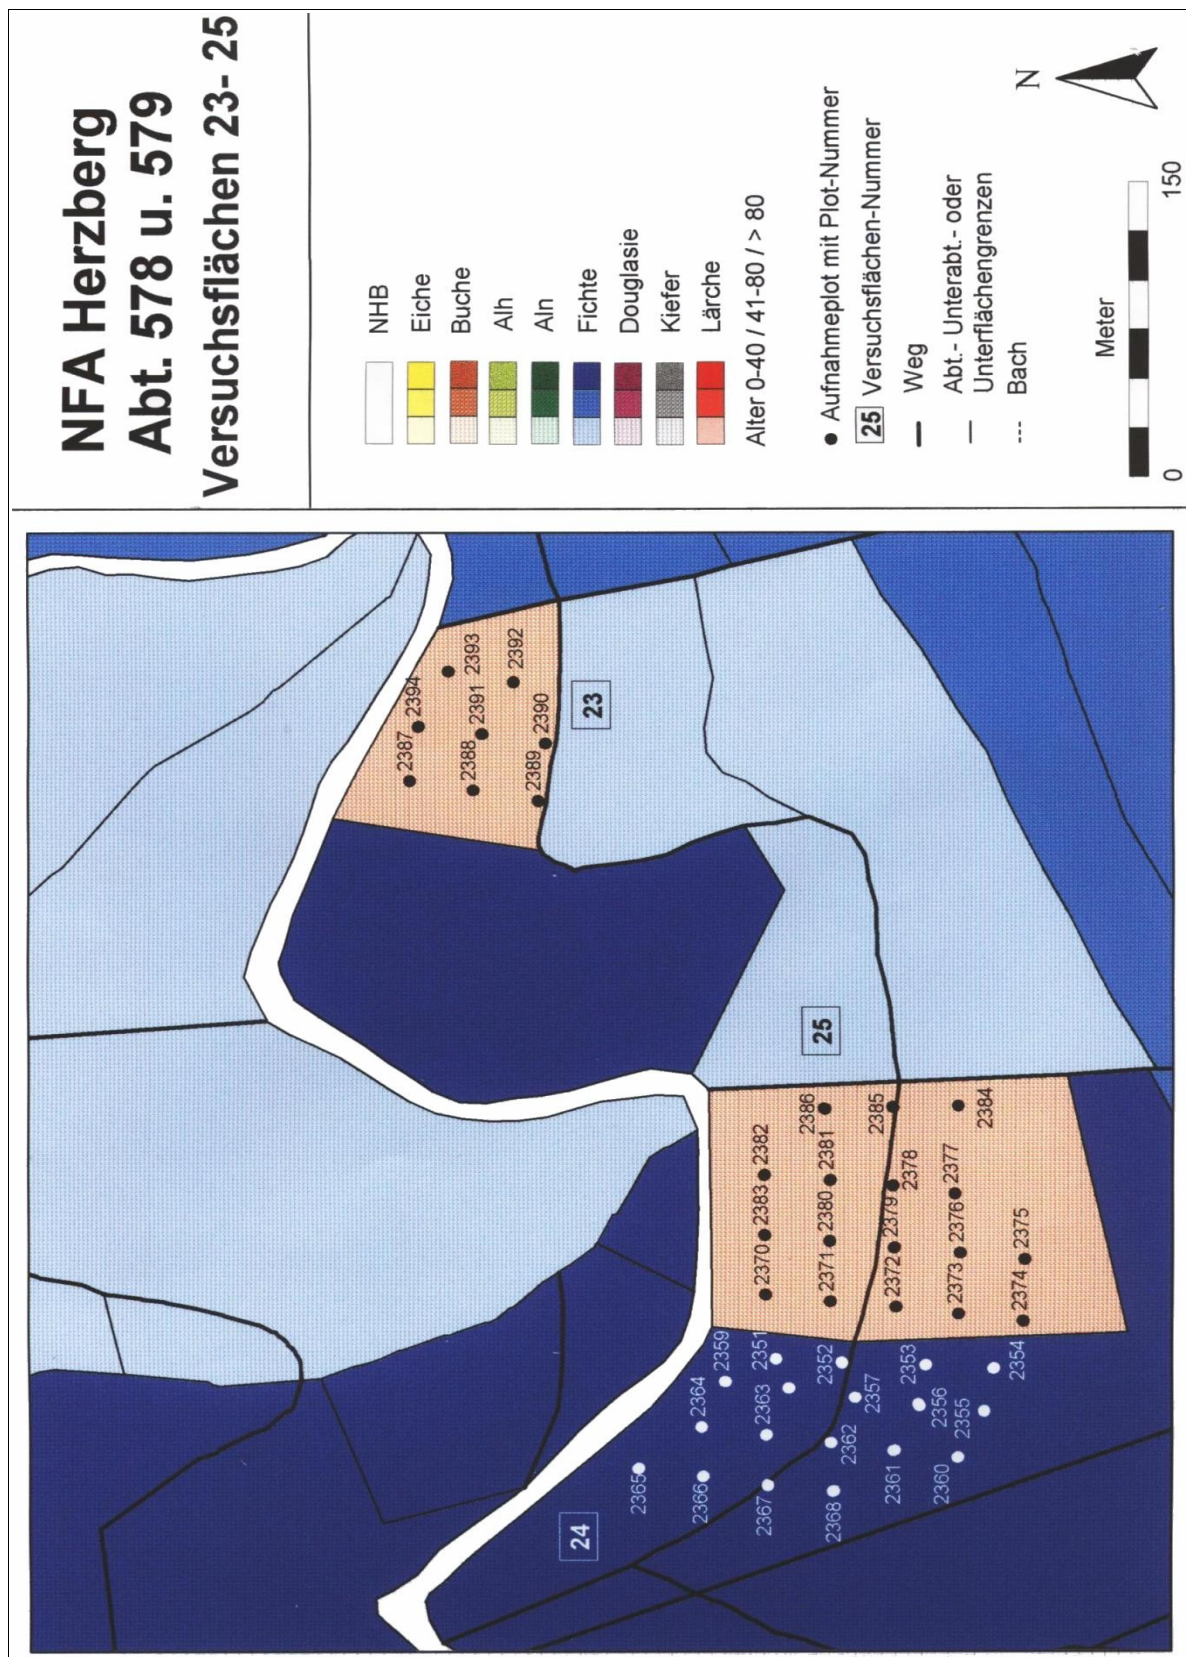 NFA Herzberg
Abt. 578 u. 579
Versuchsflächen 23- 25
NHB
Eiche
Buche
Alh
Aln
Fichte
Douglasie
Kiefer
Lärche
Alter 0-40 / 41-80 / > 80
Aufnahmeplot mit Plot-Nummer
25 Versuchsflächen-Nummer
Weg
Abt.- Unterabt.- oder
Unterflächengrenzen
Bach
N
Meter
0 150
2387 2394
2393
2388 2391
2392
2389 2390
23
25
24
2365
2366 2364
2359
2367 2363 2351
2368 2362 2352
2357
2361 2356 2353
2360 2355 2354
2370 2383 2382
2371 2380 2381 2386
2372 2379 2378 2385
2373 2376 2377 2384
2374 2375